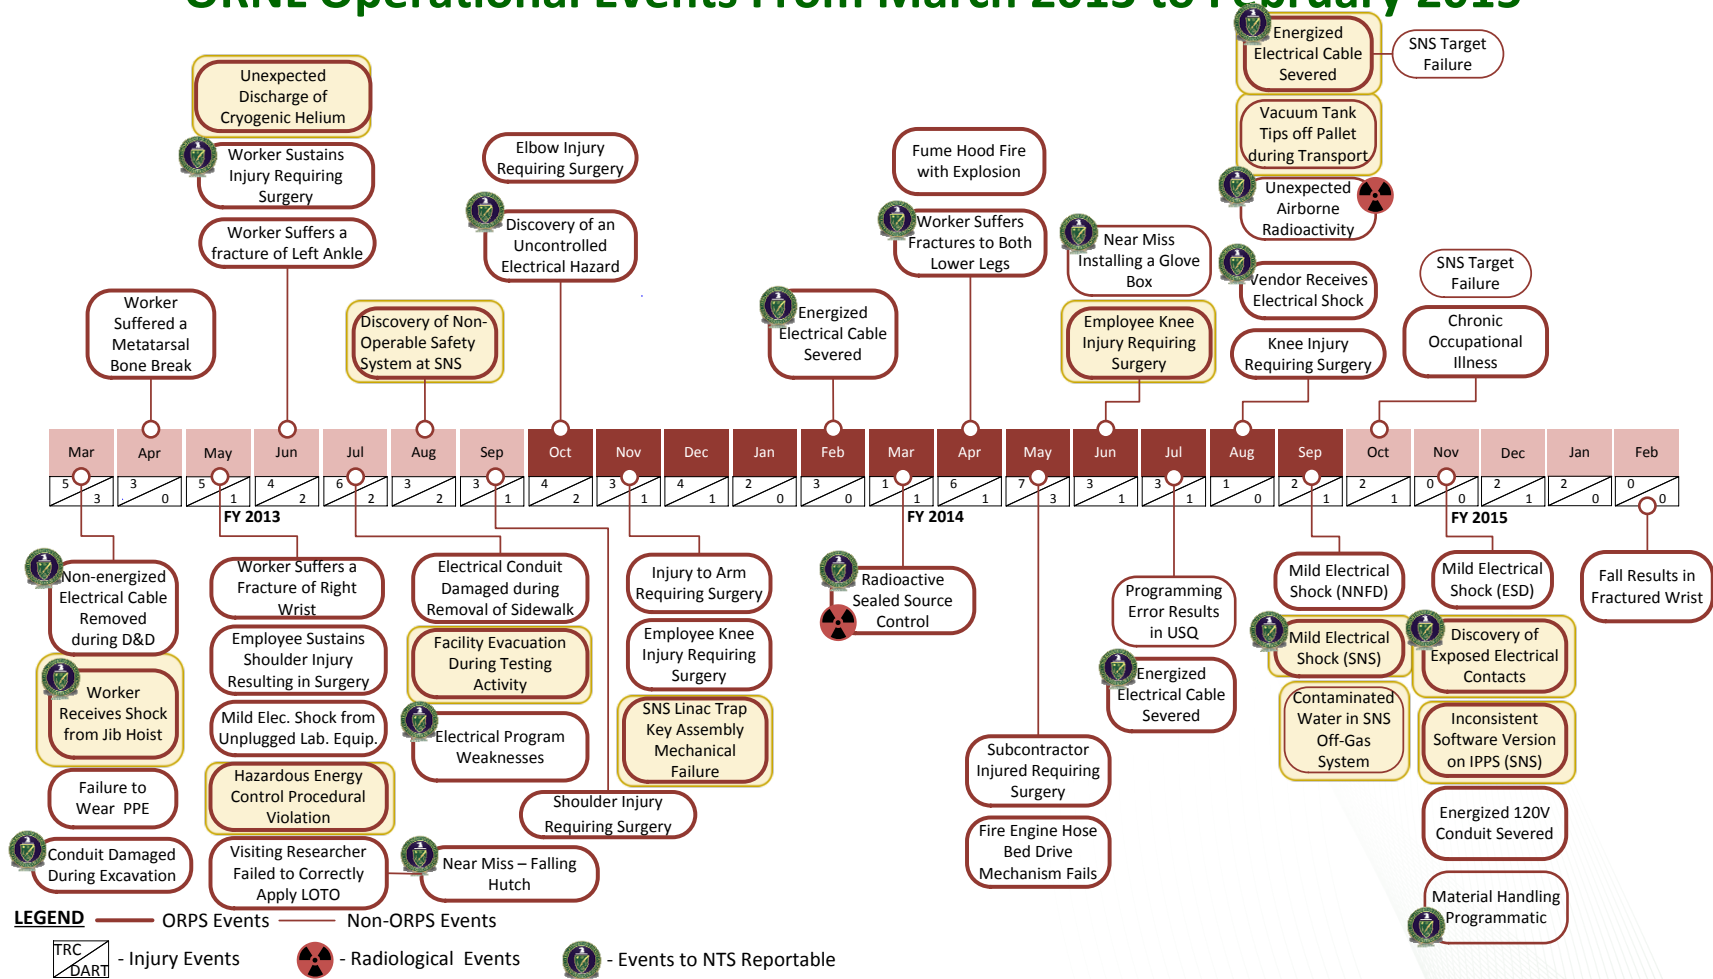 ORNL Operational Events From March 2013 to February 2015
Unexpected
Discharge of
Cryogenic Helium
Worker Sustains
Injury Requiring
Surgery
Worker Suffers a
fracture of Left Ankle
Worker
Suffered a
Metatarsal
Bone Break
Discovery of Non-
Operable Safety
System at SNS
Elbow Injury
Requiring Surgery
Discovery of an
Uncontrolled
Electrical Hazard
Energized
Electrical Cable
Severed
Fume Hood Fire
with Explosion
Worker Suffers
Fractures to Both
Lower Legs
Near Miss
Installing a Glove
Box
Employee Knee
Injury Requiring
Surgery
Energized
Electrical Cable
Severed
SNS Target
Failure
Vacuum Tank
Tips off Pallet
during Transport
Unexpected
Airborne
Radioactivity
Vendor Receives
Electrical Shock
Knee Injury
Requiring Surgery
SNS Target
Failure
Chronic
Occupational
Illness
Mar Apr May Jun Jul Aug Sep Oct Nov Dec Jan Feb Mar Apr May Jun Jul Aug Sep Oct Nov Dec Jan Feb
5 3 3 0 5 1 4 2 6 2 3 2 3 1 4 2 3 1 4 1 2 0 3 0 1 1 6 1 7 3 3 1 3 1 1 0 2 1 2 1 0 0 2 1 2 0 0 0
FY 2013 FY 2014 FY 2015
Non-energized
Electrical Cable
Removed
during D&D
Worker
Receives Shock
from Jib Hoist
Failure to
Wear PPE
Conduit Damaged
During Excavation
Worker Suffers a
Fracture of Right
Wrist
Employee Sustains
Shoulder Injury
Resulting in Surgery
Mild Elec. Shock from
Unplugged Lab. Equip.
Hazardous Energy
Control Procedural
Violation
Visiting Researcher
Failed to Correctly
Apply LOTO
Near Miss – Falling
Hutch
Electrical Conduit
Damaged during
Removal of Sidewalk
Facility Evacuation
During Testing
Activity
Electrical Program
Weaknesses
Shoulder Injury
Requiring Surgery
Injury to Arm
Requiring Surgery
Employee Knee
Injury Requiring
Surgery
SNS Linac Trap
Key Assembly
Mechanical
Failure
Radioactive
Sealed Source
Control
Subcontractor
Injured Requiring
Surgery
Fire Engine Hose
Bed Drive
Mechanism Fails
Programming
Error Results
in USQ
Energized
Electrical Cable
Severed
Mild Electrical
Shock (NNFD)
Mild Electrical
Shock (SNS)
Contaminated
Water in SNS
Off-Gas
System
Mild Electrical
Shock (ESD)
Discovery of
Exposed Electrical
Contacts
Inconsistent
Software Version
on IPPS (SNS)
Energized 120V
Conduit Severed
Material Handling
Programmatic
Fall Results in
Fractured Wrist
LEGEND ORPS Events Non-ORPS Events
TRC
DART
- Injury Events - Radiological Events - Events to NTS Reportable